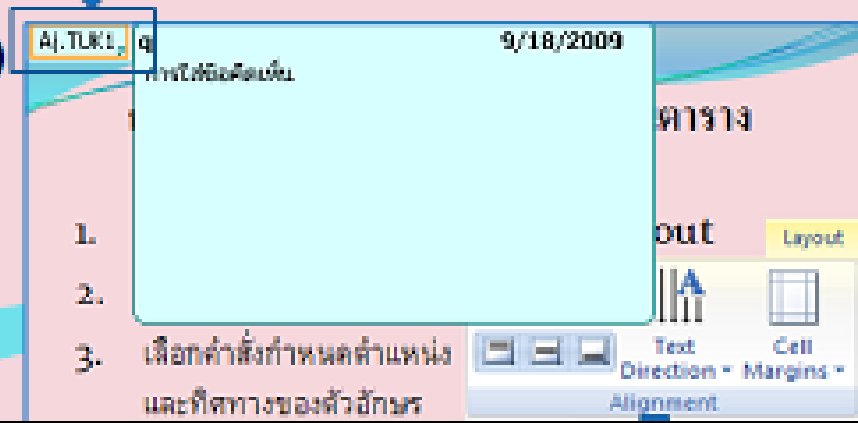 Aj.TUK1, q 9/18/2009
การใส่ข้อคิดเห็น
ตาราง
1. out Layout
2.
3. เลือกคำสั่งกำหนดตำแหน่ง
และทิศทางของตัวอักษร
Text Direction
Cell Margins
Alignment